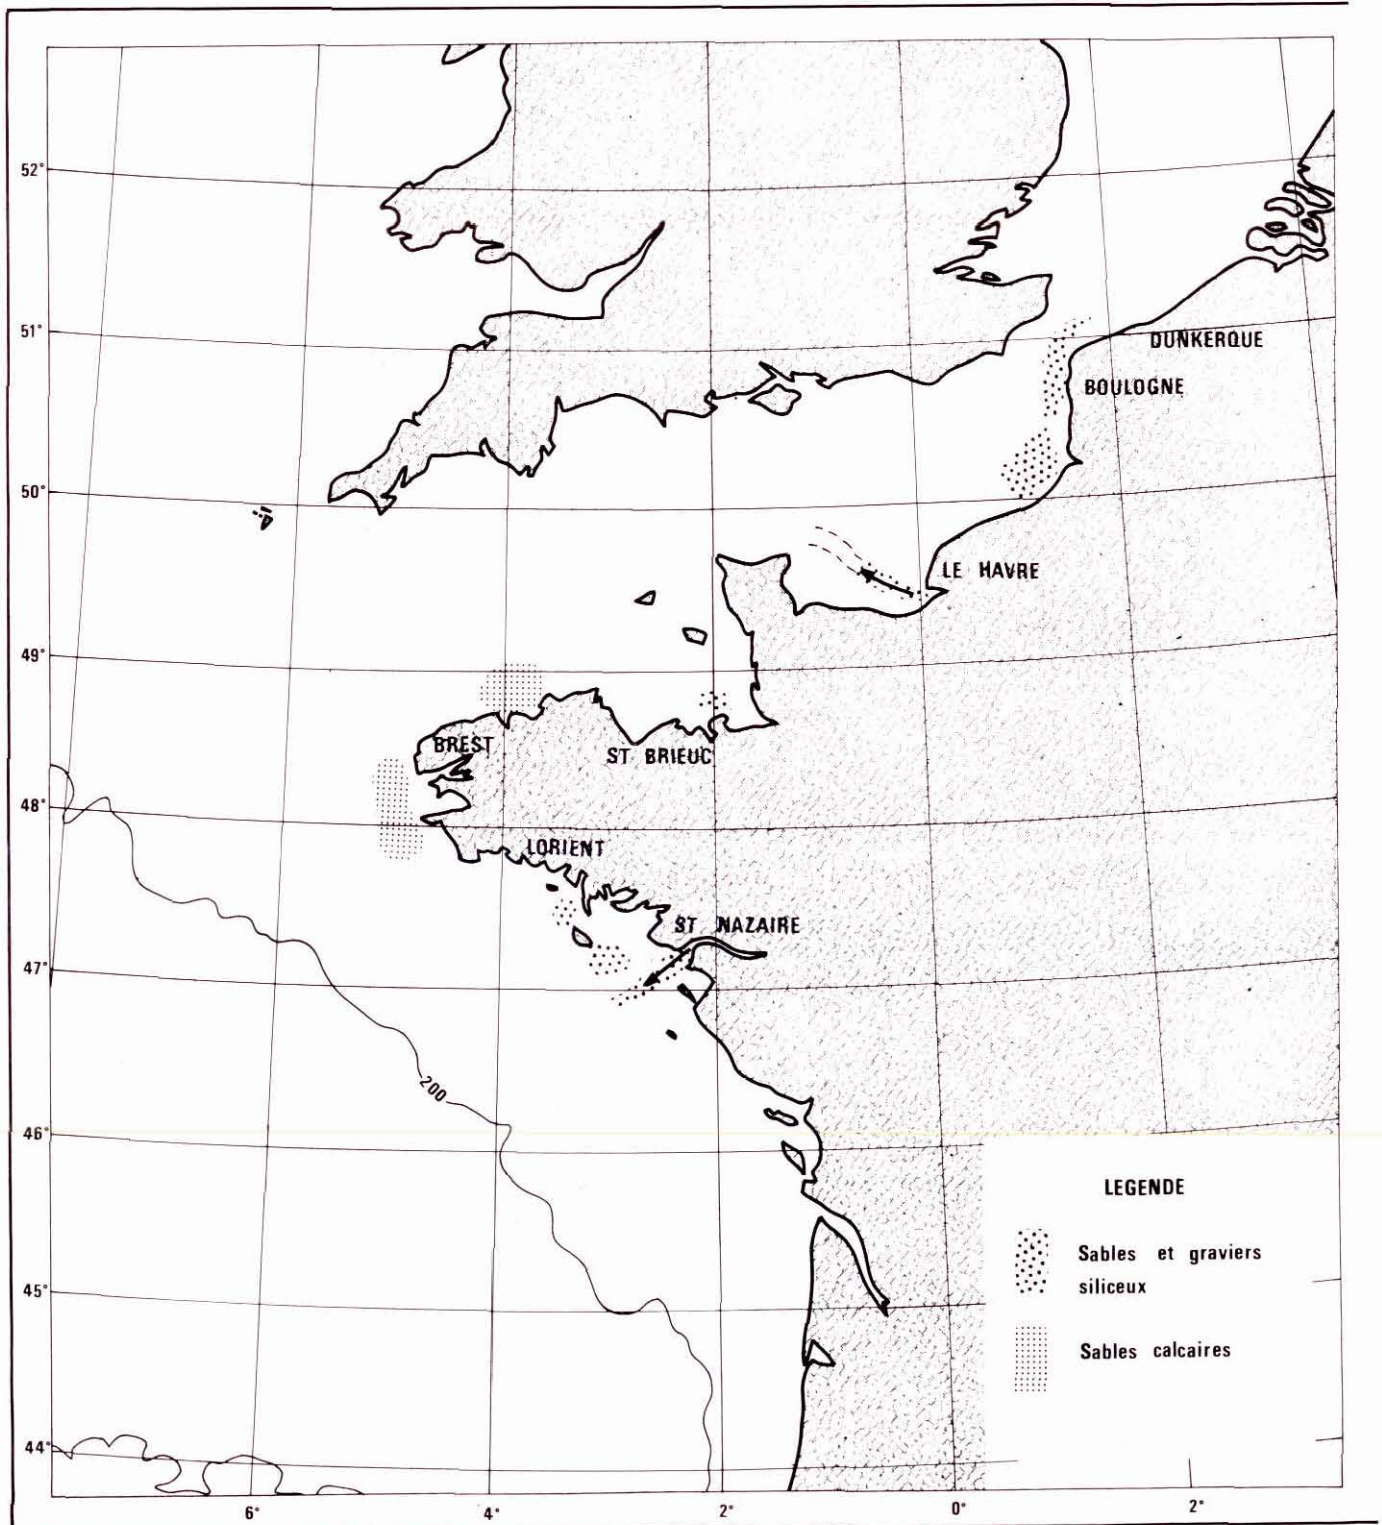 52°
51°
DUNKERQUE
BOULOGNE
50°
LE HAVRE
49°
BREST
ST BRIEUC
48°
LORIENT
ST NAZAIRE
47°
200
46°
LEGENDE
Sables et graviers
siliceux
45°
Sables calcaires
44°
6° 4° 2° 0° 2°